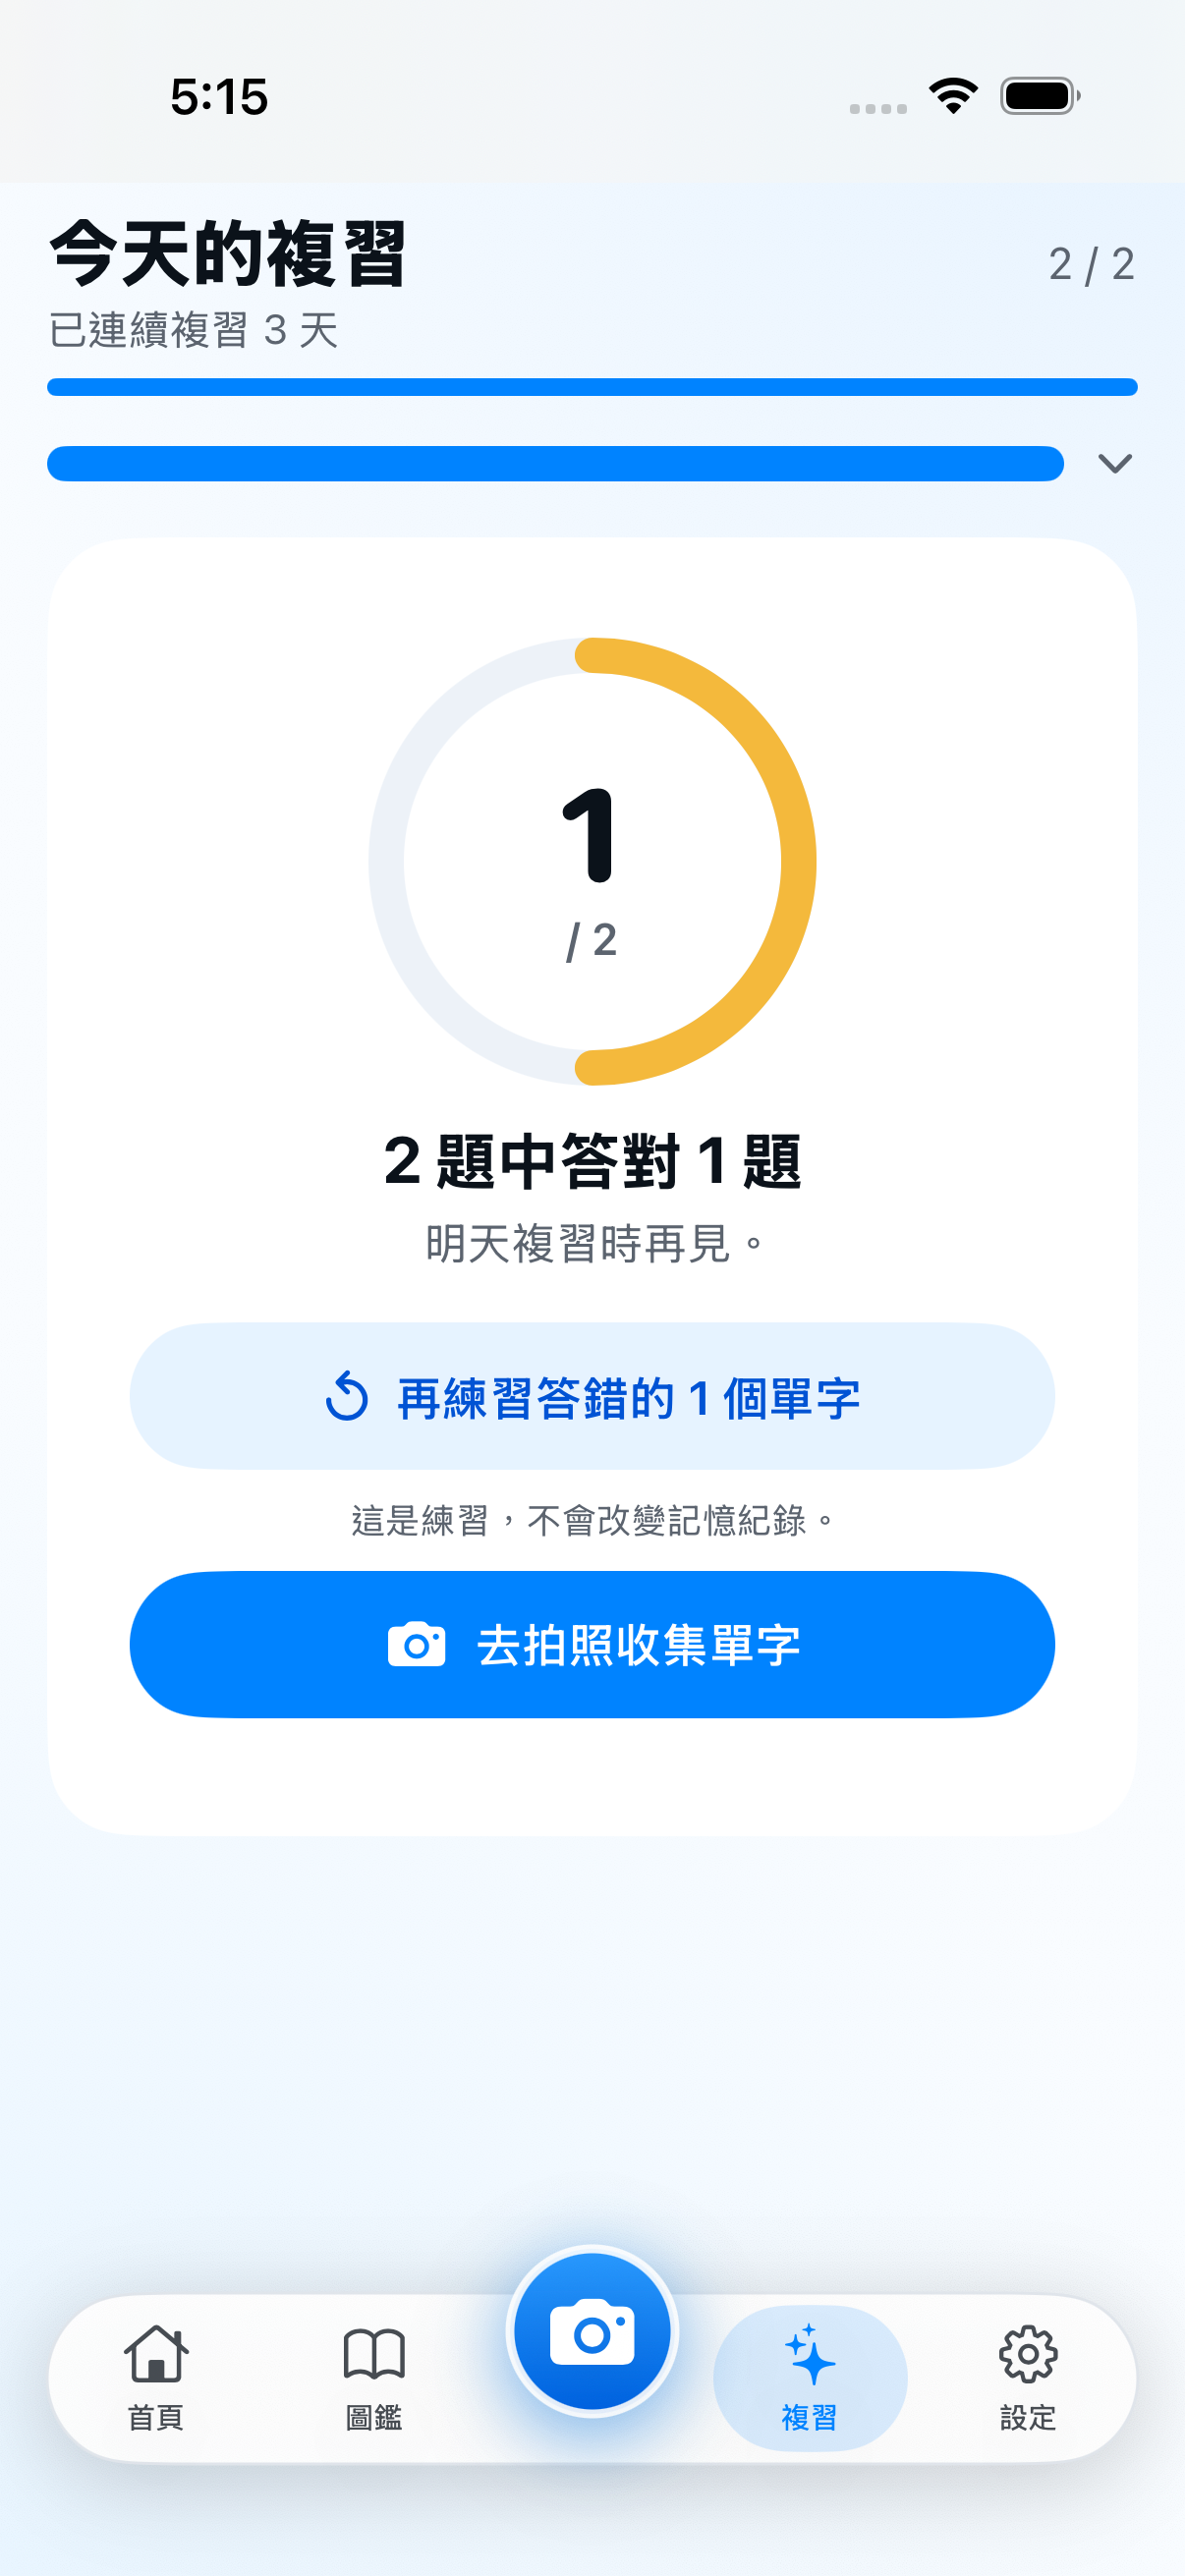 5:15
今天的複習
2 / 2
已連續複習 3 天
1
/ 2
2 題中答對 1 題
明天複習時再見。
再練習答錯的 1 個單字
這是練習，不會改變記憶紀錄。
去拍照收集單字
首頁
圖鑑
複習
設定